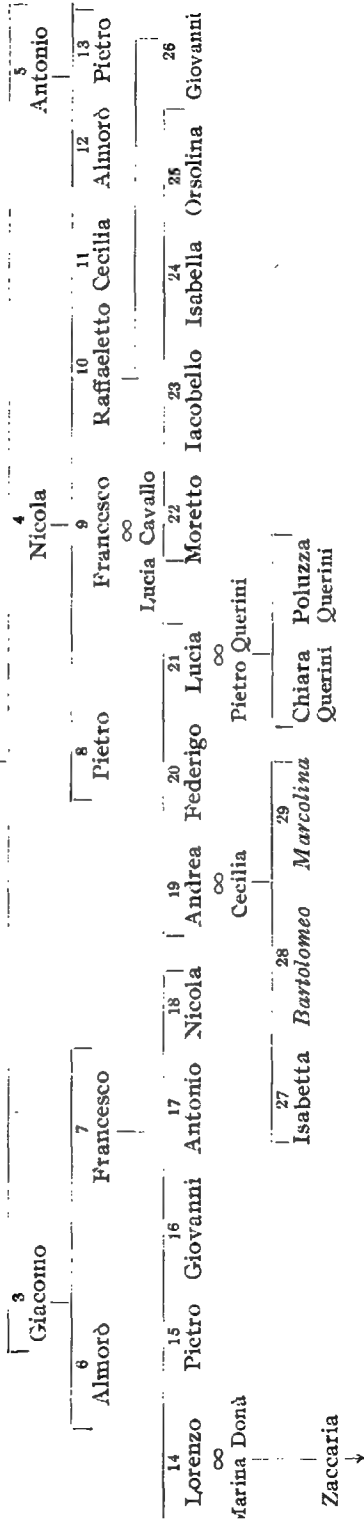 3 4 5
Giacomo Nicola Antonio
6 7 8 9 10 11 12 13
Almorò Francesco Pietro Francesco Raffaeletto Cecilia Almorò Pietro
∞
Lucia Cavallo
14 15 16 17 18 19 20 21 22 23 24 25 26
Lorenzo Pietro Giovanni Antonio Nicola Andrea Federigo Lucia Moretto Iacobello Isabella Orsolina Giovanni
∞ ∞ ∞
Marina Donà Cecilia Pietro Querini
27 28 29 Chiara Poluzza
Isabetta Bartolomeo Marcolina Querini Querini
Zaccaria